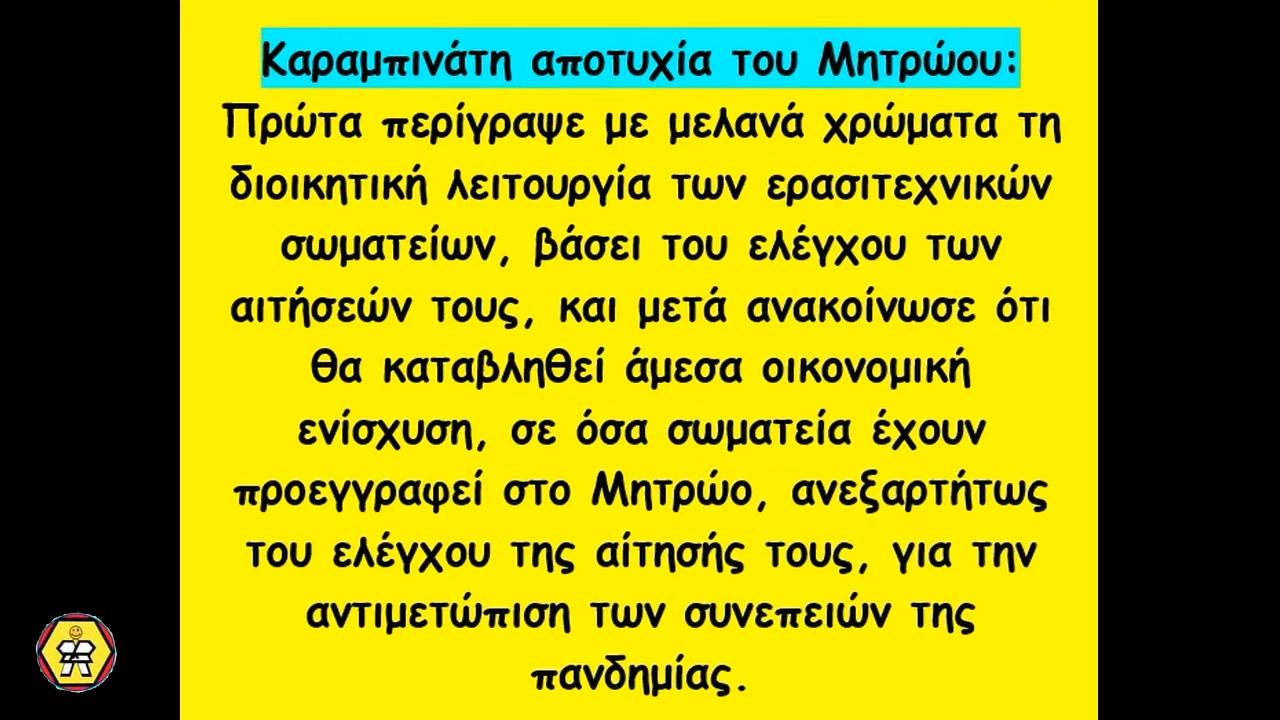 Καραμπινάτη αποτυχία του Μητρώου:
Πρώτα περίγραψε με μελανά χρώματα τη
διοικητική λειτουργία των ερασιτεχνικών
σωματείων, βάσει του ελέγχου των
αιτήσεών τους, και μετά ανακοίνωσε ότι
θα καταβληθεί άμεσα οικονομική
ενίσχυση, σε όσα σωματεία έχουν
προεγγραφεί στο Μητρώο, ανεξαρτήτως
του ελέγχου της αίτησής τους, για την
αντιμετώπιση των συνεπειών της
πανδημίας.